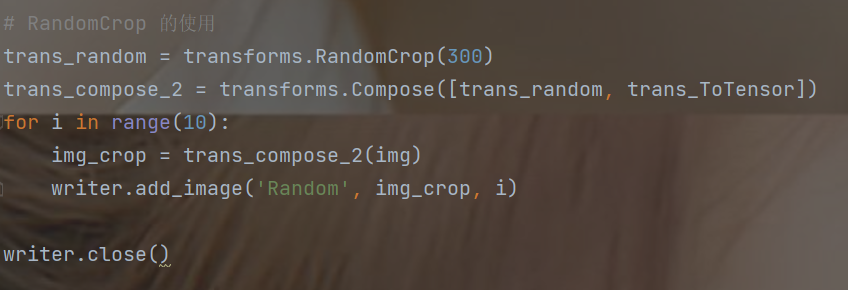 # RandomCrop 的使用
trans_random = transforms.RandomCrop(300)
trans_compose_2 = transforms.Compose([trans_random, trans_ToTensor])
for i in range(10):
    img_crop = trans_compose_2(img)
    writer.add_image('Random', img_crop, i)
writer.close()